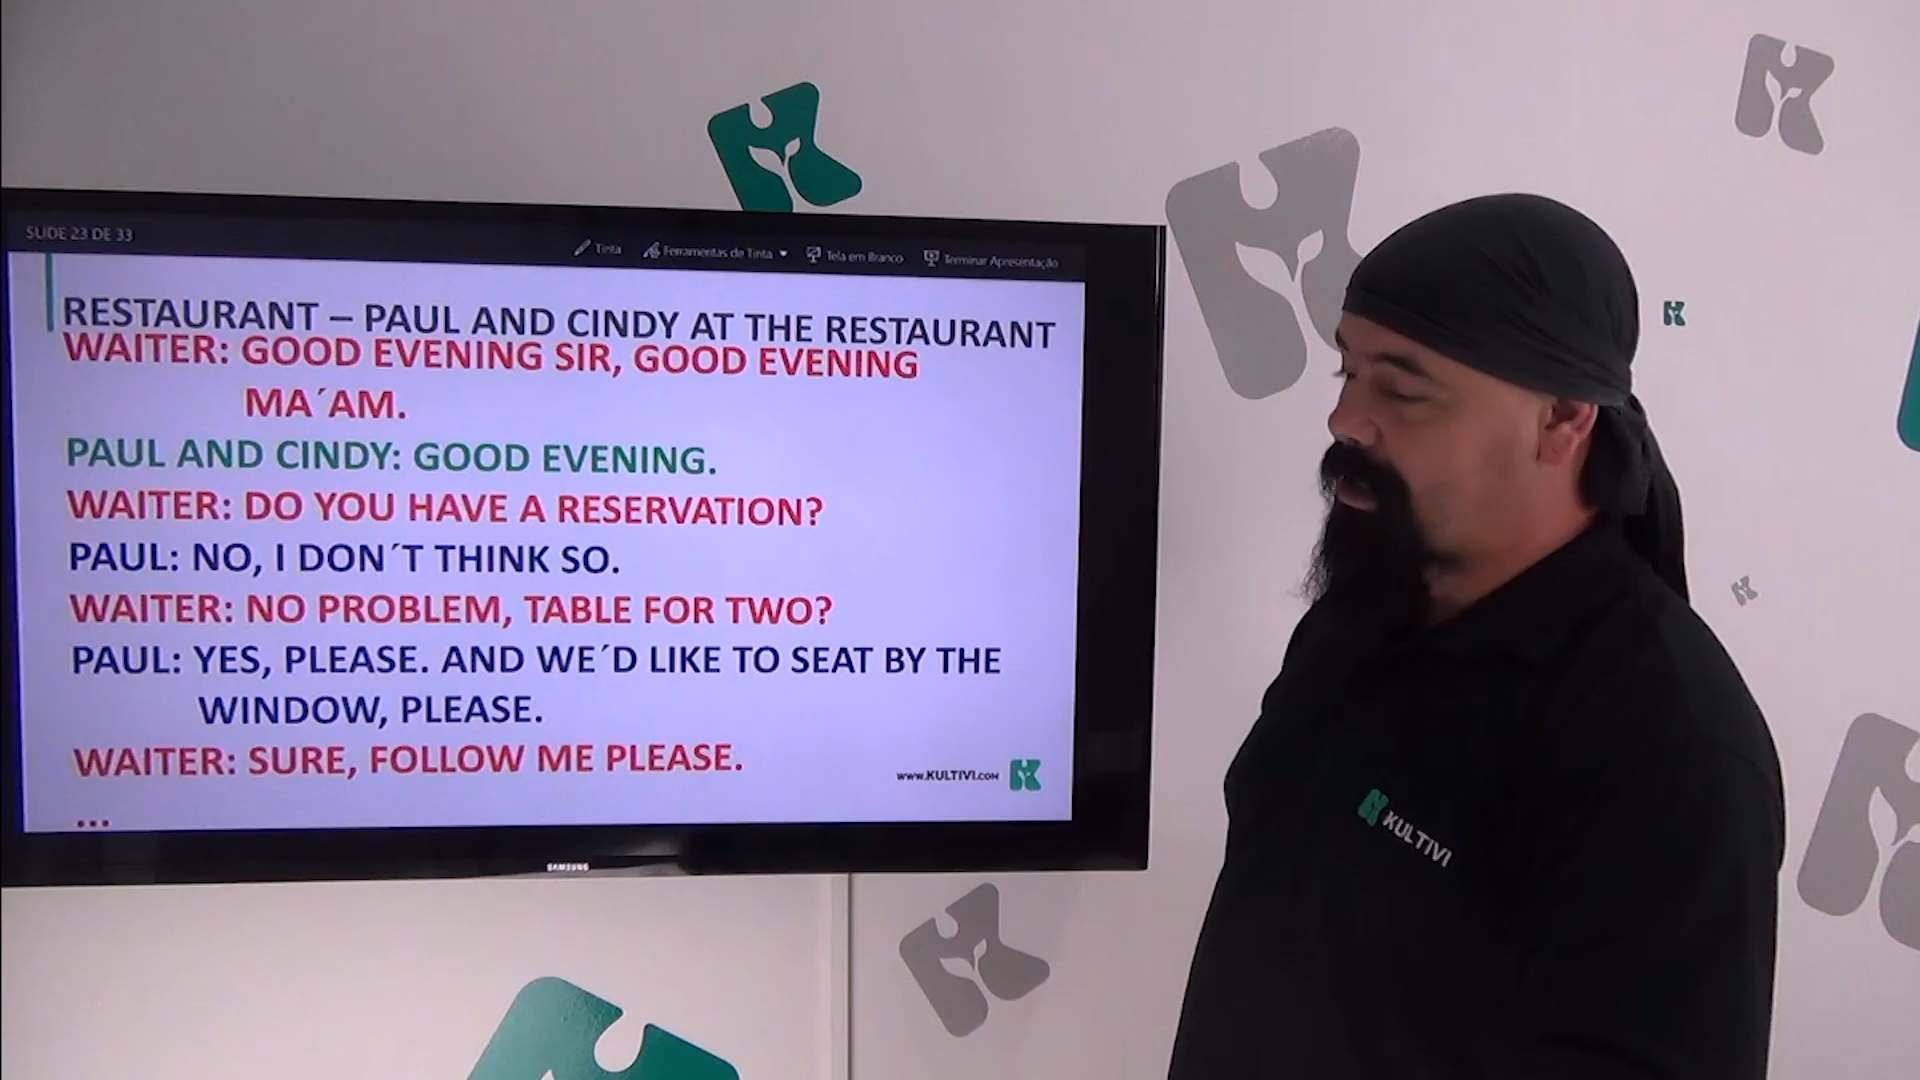 SLIDE 23 DE 33
Tinta
Ferramentas de Tinta
Tela em Branco
Terminar Apresentação
RESTAURANT – PAUL AND CINDY AT THE RESTAURANT
WAITER: GOOD EVENING SIR, GOOD EVENING
MA´AM.
PAUL AND CINDY: GOOD EVENING.
WAITER: DO YOU HAVE A RESERVATION?
PAUL: NO, I DON´T THINK SO.
WAITER: NO PROBLEM, TABLE FOR TWO?
PAUL: YES, PLEASE. AND WE´D LIKE TO SEAT BY THE
WINDOW, PLEASE.
WAITER: SURE, FOLLOW ME PLEASE.
...
WWW.KULTIVI.COM
SAMSUNG
KULTIVI